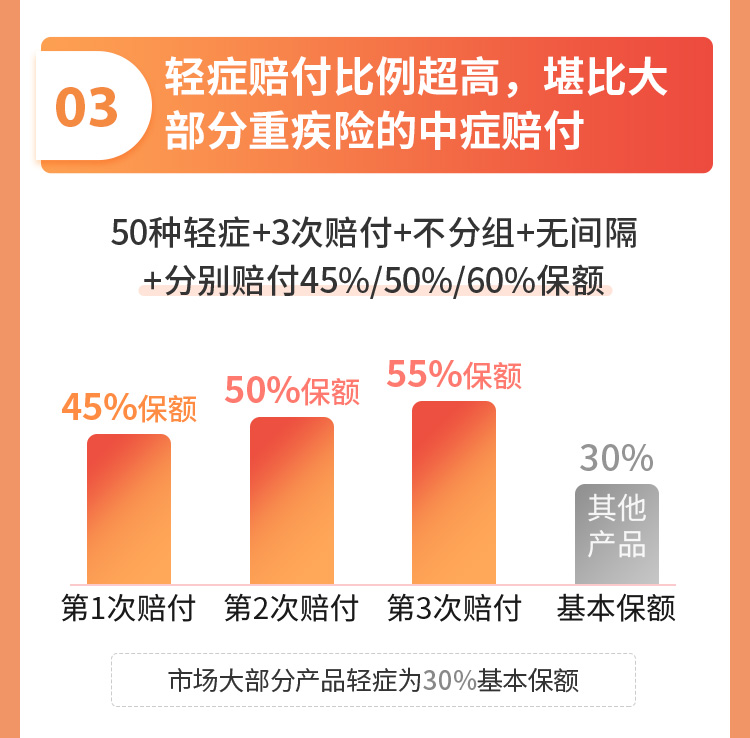 03
轻症赔付比例超高，堪比大
部分重疾险的中症赔付
50种轻症+3次赔付+不分组+无间隔
+分别赔付45%/50%/60%保额
45%保额
50%保额
55%保额
30%
其他
产品
第1次赔付
第2次赔付
第3次赔付
基本保额
市场大部分产品轻症为30%基本保额